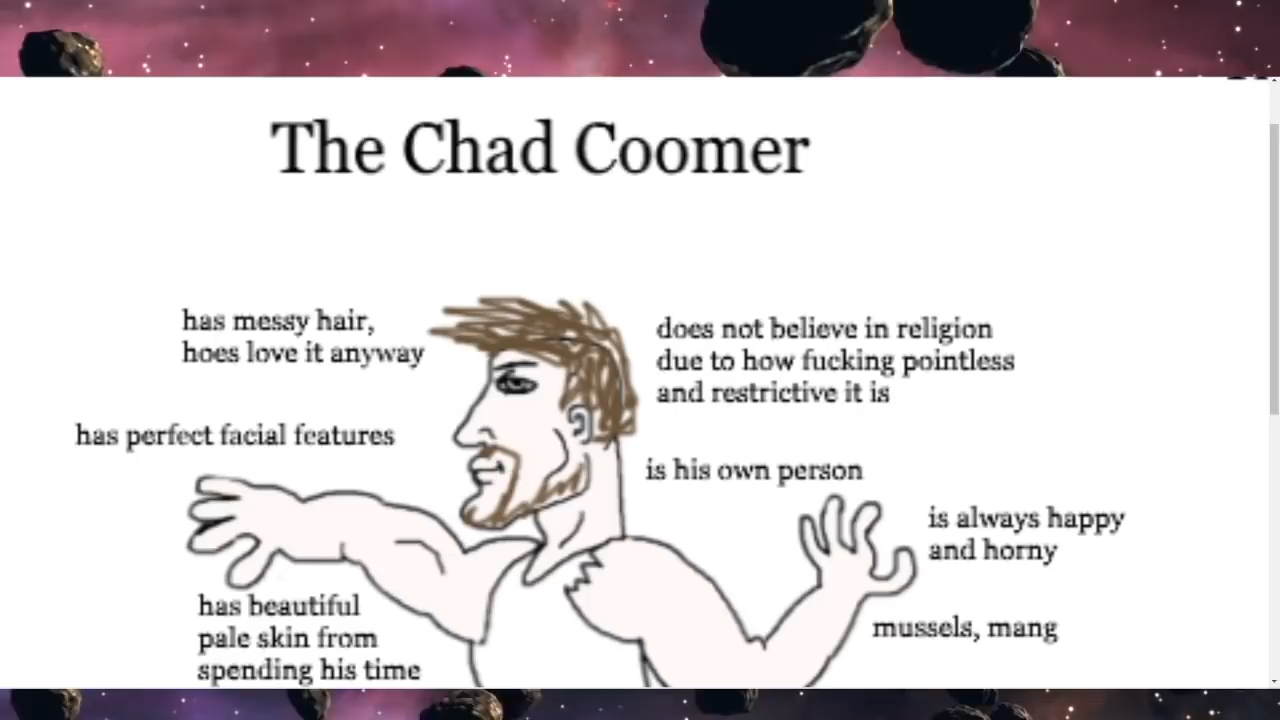 The Chad Coomer
has messy hair,
hoes love it anyway
does not believe in religion
due to how fucking pointless
and restrictive it is
has perfect facial features
is his own person
is always happy
and horny
has beautiful
pale skin from
spending his time
mussels, mang